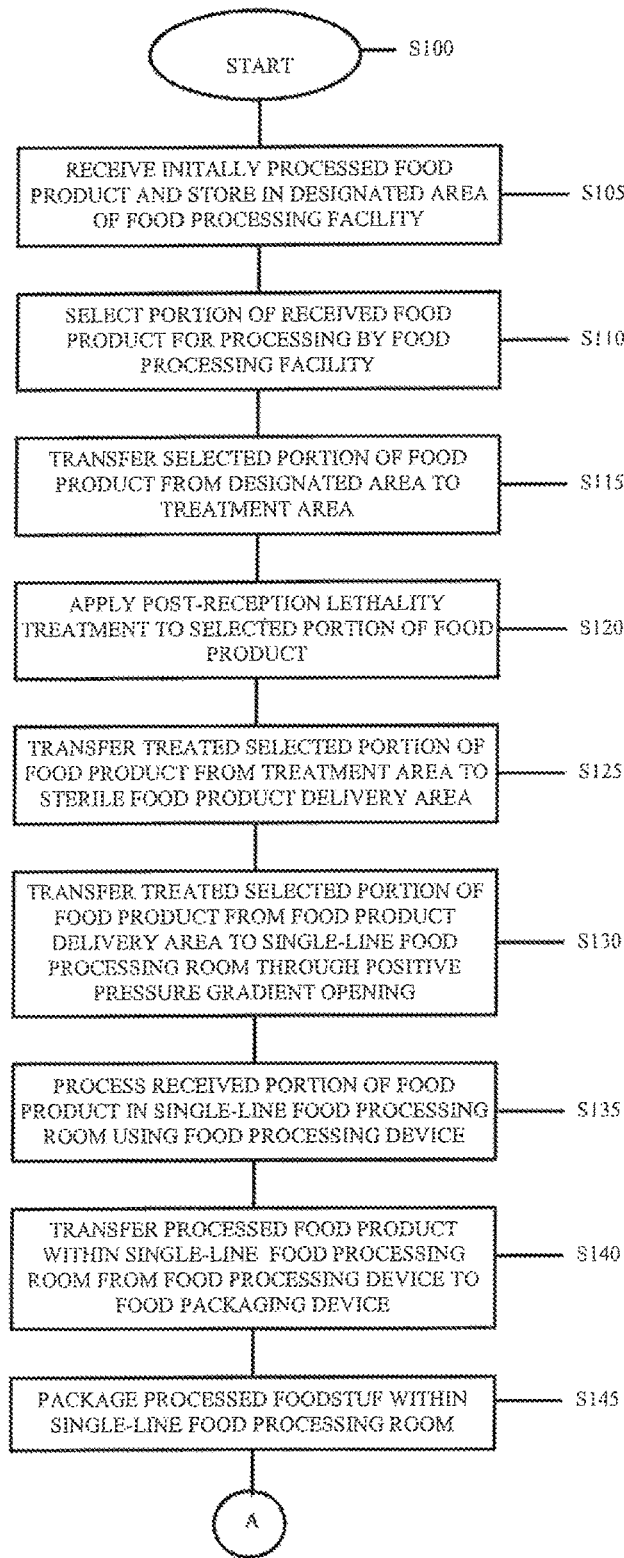 START
S100
RECEIVE INITALLY PROCESSED FOOD
PRODUCT AND STORE IN DESIGNATED AREA
OF FOOD PROCESSING FACILITY
S105
SELECT PORTION OF RECEIVED FOOD
PRODUCT FOR PROCESSING BY FOOD
PROCESSING FACILITY
S110
TRANSFER SELECTED PORTION OF FOOD
PRODUCT FROM DESIGNATED AREA TO
TREATMENT AREA
S115
APPLY POST-RECEPTION LETHALITY
TREATMENT TO SELECTED PORTION OF FOOD
PRODUCT
S120
TRANSFER TREATED SELECTED PORTION OF
FOOD PRODUCT FROM TREATMENT AREA TO
STERILE FOOD PRODUCT DELIVERY AREA
S125
TRANSFER TREATED SELECTED PORTION OF
FOOD PRODUCT FROM FOOD PRODUCT
DELIVERY AREA TO SINGLE-LINE FOOD
PROCESSING ROOM THROUGH POSITIVE
PRESSURE GRADIENT OPENING
S130
PROCESS RECEIVED PORTION OF FOOD
PRODUCT IN SINGLE-LINE FOOD PROCESSING
ROOM USING FOOD PROCESSING DEVICE
S135
TRANSFER PROCESSED FOOD PRODUCT
WITHIN SINGLE-LINE FOOD PROCESSING
ROOM FROM FOOD PROCESSING DEVICE TO
FOOD PACKAGING DEVICE
S140
PACKAGE PROCESSED FOODSTUF WITHIN
SINGLE-LINE FOOD PROCESSING ROOM
S145
A